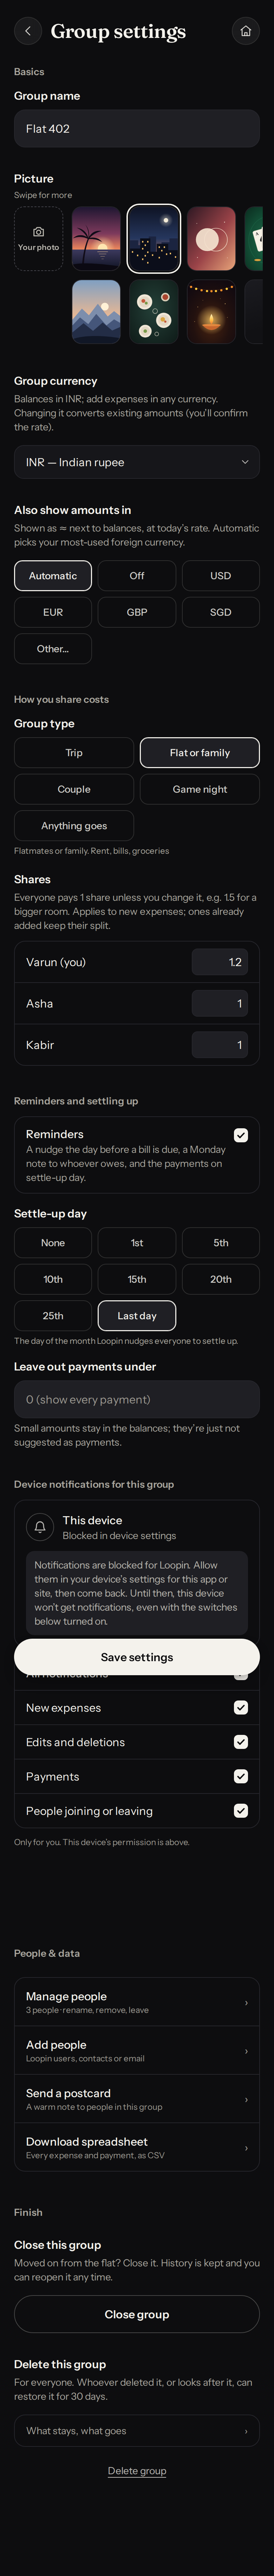 Group settings
Basics
Group name
Flat 402
Picture
Swipe for more
Your photo
Group currency
Balances in INR; add expenses in any currency.
Changing it converts existing amounts (you'll confirm
the rate).
INR — Indian rupee
Also show amounts in
Shown as ≈ next to balances, at today's rate. Automatic
picks your most-used foreign currency.
Automatic
Off
USD
EUR
GBP
SGD
Other…
How you share costs
Group type
Trip
Flat or family
Couple
Game night
Anything goes
Flatmates or family. Rent, bills, groceries
Shares
Everyone pays 1 share unless you change it, e.g. 1.5 for a
bigger room. Applies to new expenses; ones already
added keep their split.
Varun (you)
1.2
Asha
1
Kabir
1
Reminders and settling up
Reminders
A nudge the day before a bill is due, a Monday
note to whoever owes, and the payments on
settle-up day.
Settle-up day
None
1st
5th
10th
15th
20th
25th
Last day
The day of the month Loopin nudges everyone to settle up.
Leave out payments under
0 (show every payment)
Small amounts stay in the balances; they're just not
suggested as payments.
Device notifications for this group
This device
Blocked in device settings
Notifications are blocked for Loopin. Allow
them in your device's settings for this app or
site, then come back. Until then, this device
won't get notifications, even with the switches
below turned on.
Save settings
All notifications
New expenses
Edits and deletions
Payments
People joining or leaving
Only for you. This device's permission is above.
People & data
Manage people
3 people · rename, remove, leave
Add people
Loopin users, contacts or email
Send a postcard
A warm note to people in this group
Download spreadsheet
Every expense and payment, as CSV
Finish
Close this group
Moved on from the flat? Close it. History is kept and you
can reopen it any time.
Close group
Delete this group
For everyone. Whoever deleted it, or looks after it, can
restore it for 30 days.
What stays, what goes
Delete group